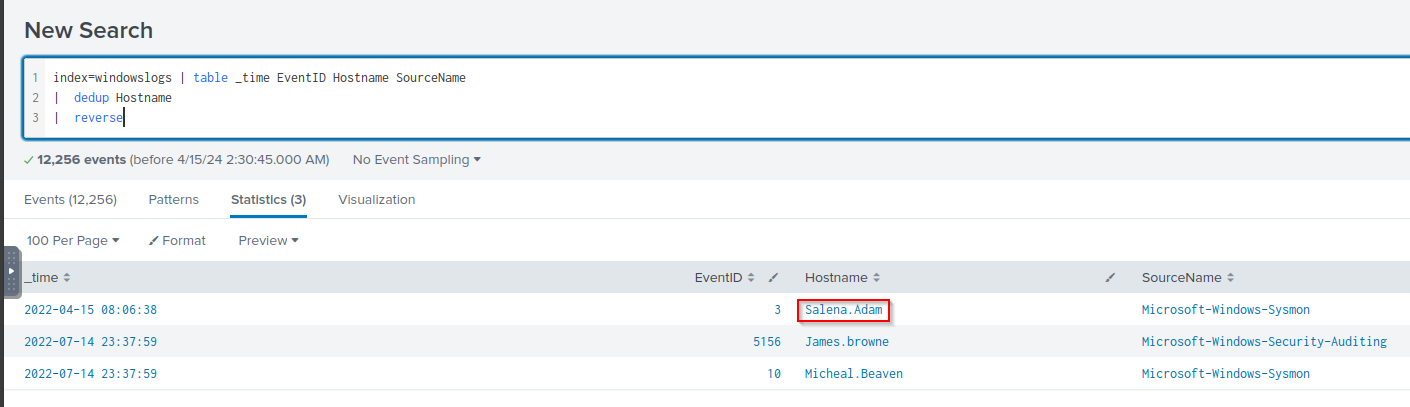 New Search
1 index=windowslogs | table _time EventID Hostname SourceName
2 | dedup Hostname
3 | reverse
12,256 events (before 4/15/24 2:30:45.000 AM) No Event Sampling
Events (12,256) Patterns Statistics (3) Visualization
100 Per Page Format Preview
_time EventID Hostname SourceName
2022-04-15 08:06:38 3 Salena.Adam Microsoft-Windows-Sysmon
2022-07-14 23:37:59 5156 James.browne Microsoft-Windows-Security-Auditing
2022-07-14 23:37:59 10 Micheal.Beaven Microsoft-Windows-Sysmon